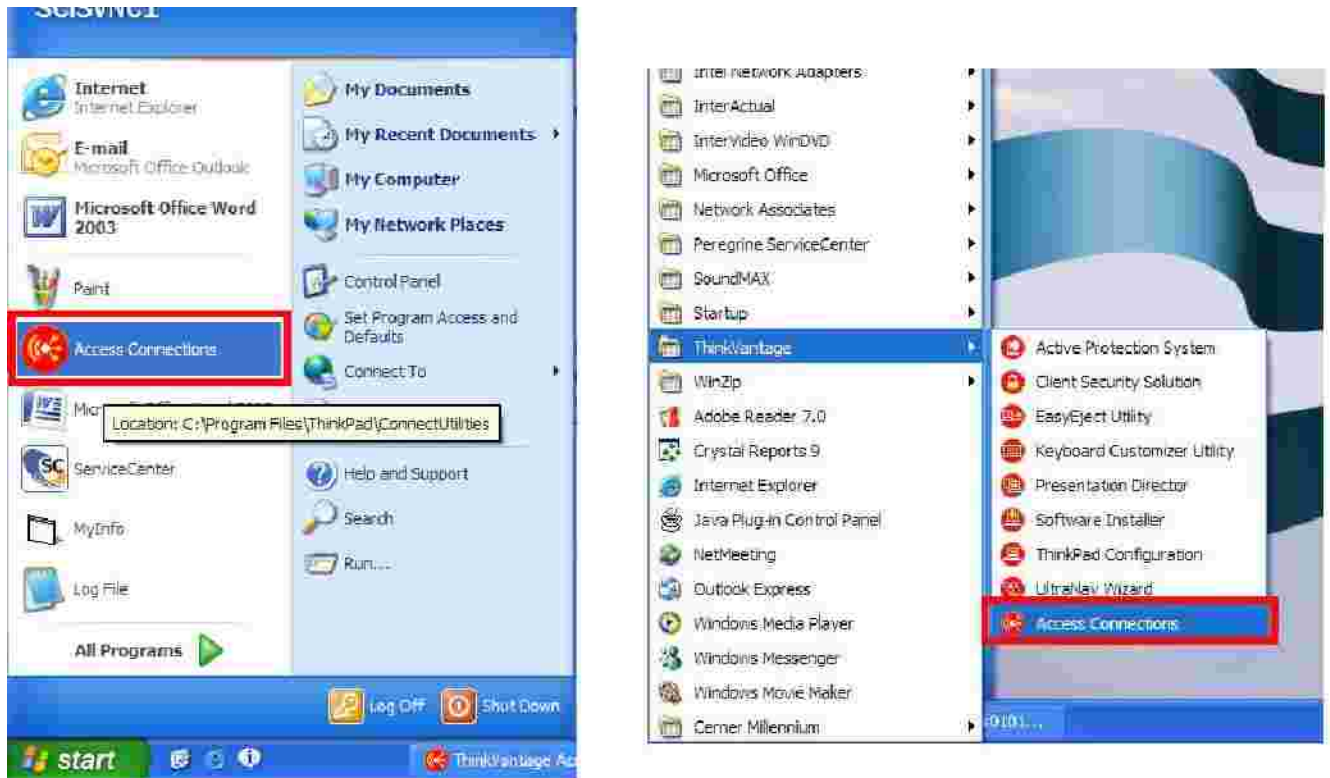 Internet
Internet Explorer
E-mail
Microsoft Office Outlook
Microsoft Office Word
2003
Paint
Access Connections
Location: C:\Program Files\ThinkPad\ConnectUtilities
ServiceCenter
MyInfo
Log File
All Programs
My Documents
My Recent Documents
My Computer
My Network Places
Control Panel
Set Program Access and
Defaults
Connect To
Help and Support
Search
Run...
Log Off
Shut Down
start
ThinkVantage Ac
Intel Network Adapters
InterActual
InterVideo WinDVD
Microsoft Office
Network Associates
Peregrine ServiceCenter
SoundMAX
Startup
ThinkVantage
WinZip
Adobe Reader 7.0
Crystal Reports 9
Internet Explorer
Java Plug-in Control Panel
NetMeeting
Outlook Express
Windows Media Player
Windows Messenger
Windows Movie Maker
Cerner Millennium
Active Protection System
Client Security Solution
EasyEject Utility
Keyboard Customizer Utility
Presentation Director
Software Installer
ThinkPad Configuration
UltraNav Wizard
Access Connections